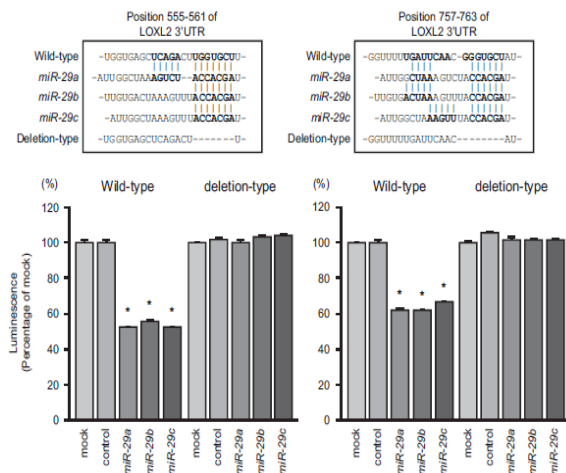 Position 555-561 of
LOXL2 3'UTR
Wild-type -UGGUGAGCUCAGACUUGGUGCUU-
miR-29a -AUUGGCUAAAGUCU--ACCACGAU-
miR-29b -UUGUGACUAAAGUUUACCACGAU-
miR-29c -AUUGGCUAAAGUUUACCACGAU-
Deletion-type -UGGUGAGCUCAGACU-------U-
Position 757-763 of
LOXL2 3'UTR
Wild-type -GGUUUUUGAUUCAAC-GGGUGCUAU-
miR-29a -AUUGGCUAAAAGUCUACCACGAU-
miR-29b -UUGUGACUAAAGUUUACCACGAU-
miR-29c -AUUGGCUAAAGUUUACCACGAU-
Deletion-type -GGUUUUUGAUUCAAC AU-
(%) Wild-type deletion-type
120
100
80
60
40
20
0
Luminescence
(Percentage of mock)
* * *
mock control miR-29a miR-29b miR-29c mock control miR-29a miR-29b miR-29c
(%) Wild-type deletion-type
120
100
80
60
40
20
0
* * *
mock control miR-29a miR-29b miR-29c mock control miR-29a miR-29b miR-29c